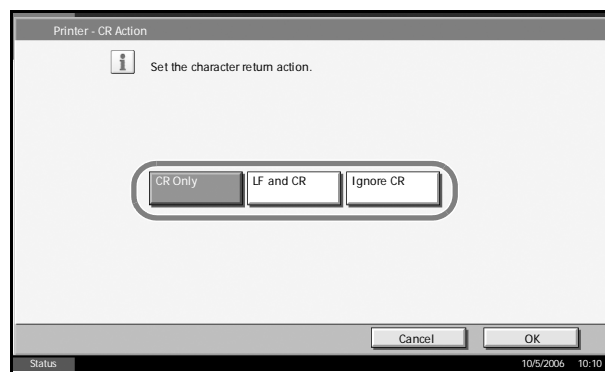 Printer - CR Action
Set the character return action.
CR Only LF and CR Ignore CR
Cancel OK
Status 10/5/2006 10:10